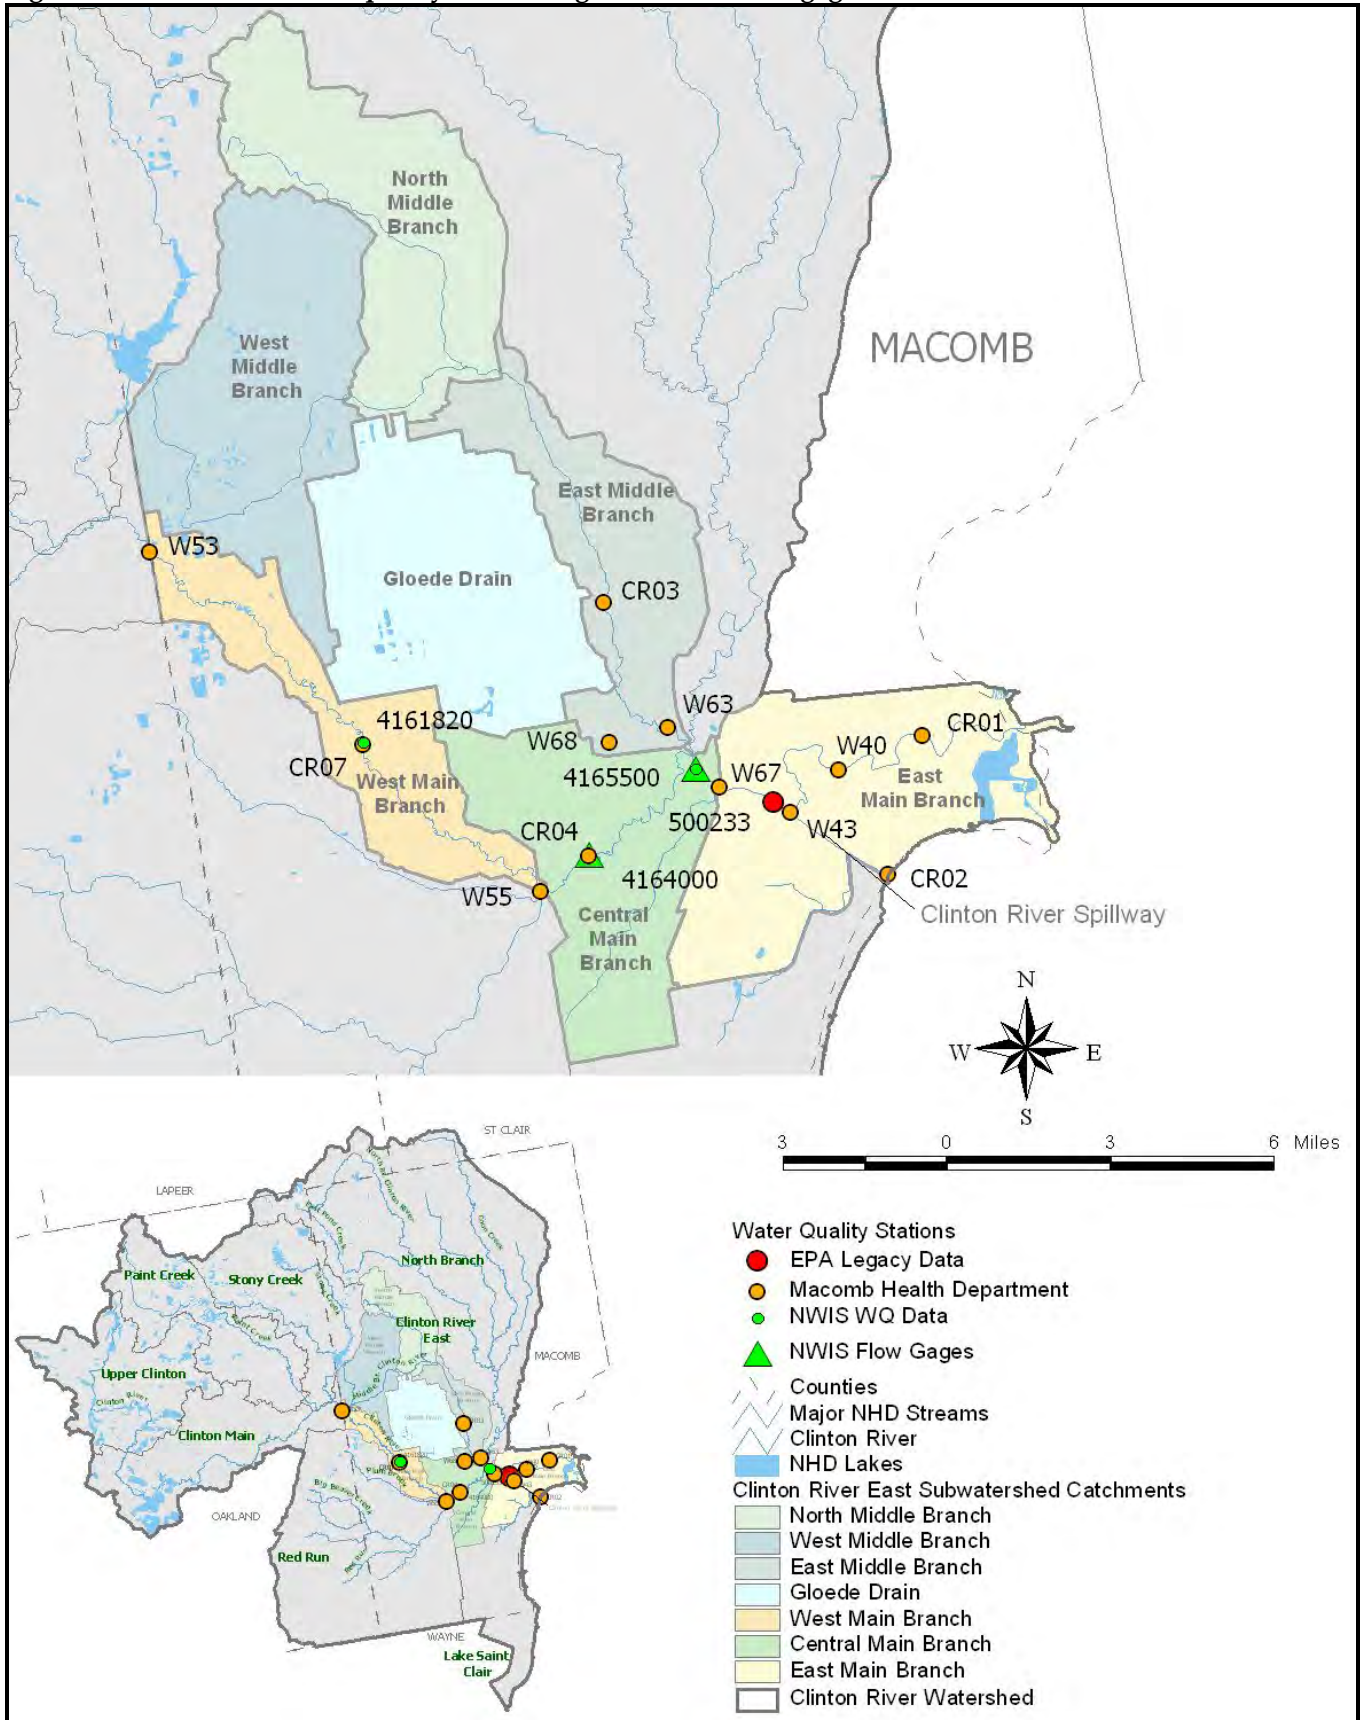 North
Middle
Branch
West
Middle
Branch
MACOMB
East Middle
Branch
W53
Gloede Drain
CR03
W63
4161820
CR01
W68
W40
CR07
4165500
W67
East
Main Branch
West Main
Branch
500233
W43
CR04
4164000
CR02
W55
Clinton River Spillway
Central
Main
Branch
N
W
E
S
3
0
3
6 Miles
ST CLAIR
LAPEER
North Branch
Paint Creek
Stony Creek
Clinton River
East
MACOMB
Upper Clinton
Clinton River
Clinton Main
OAKLAND
Red Run
WAYNE
Lake Saint
Clair
Water Quality Stations
EPA Legacy Data
Macomb Health Department
NWIS WQ Data
NWIS Flow Gages
Counties
Major NHD Streams
Clinton River
NHD Lakes
Clinton River East Subwatershed Catchments
North Middle Branch
West Middle Branch
East Middle Branch
Gloede Drain
West Main Branch
Central Main Branch
East Main Branch
Clinton River Watershed